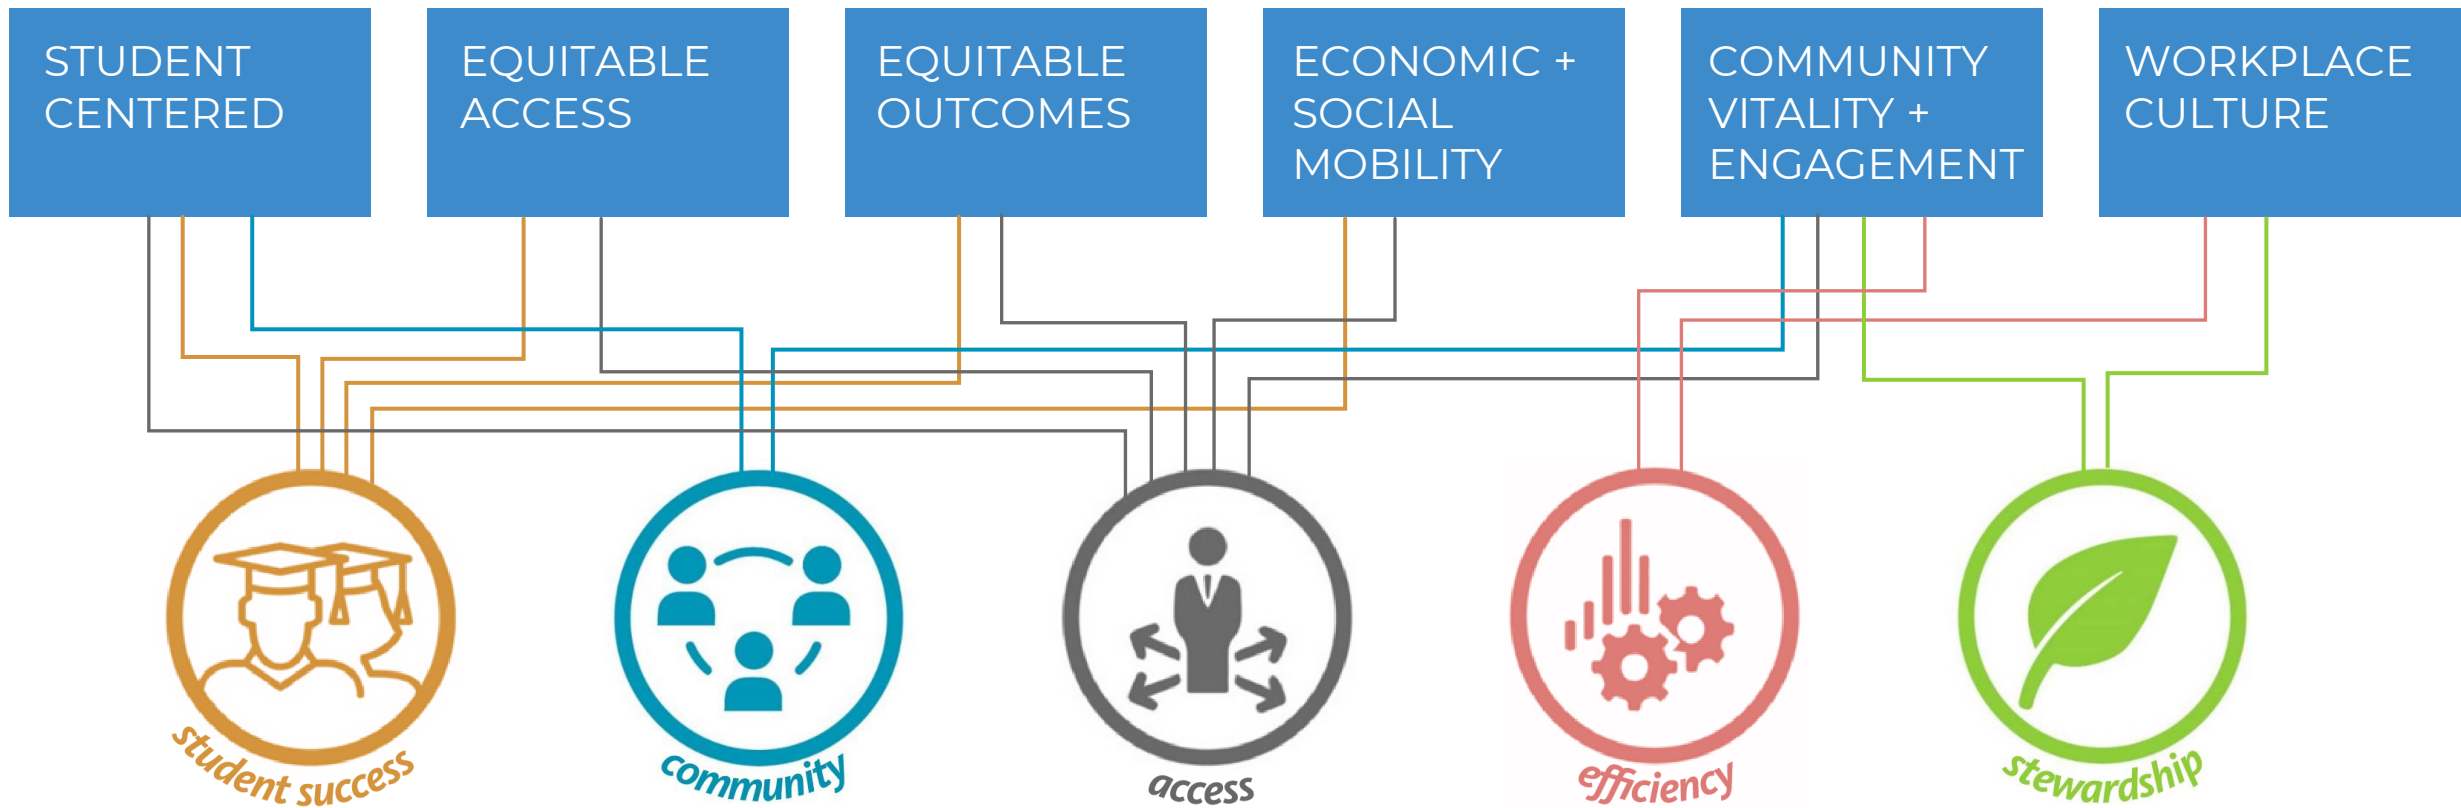 STUDENT
CENTERED
EQUITABLE
ACCESS
EQUITABLE
OUTCOMES
ECONOMIC +
SOCIAL
MOBILITY
COMMUNITY
VITALITY +
ENGAGEMENT
WORKPLACE
CULTURE
student success
community
access
efficiency
stewardship